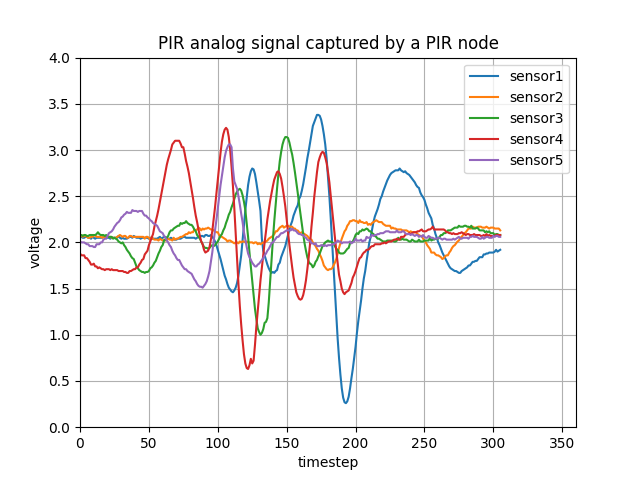 PIR analog signal captured by a PIR node
voltage
4.0
3.5
3.0
2.5
2.0
1.5
1.0
0.5
0.0
sensor1
sensor2
sensor3
sensor4
sensor5
0 50 100 150 200 250 300 350
timestep